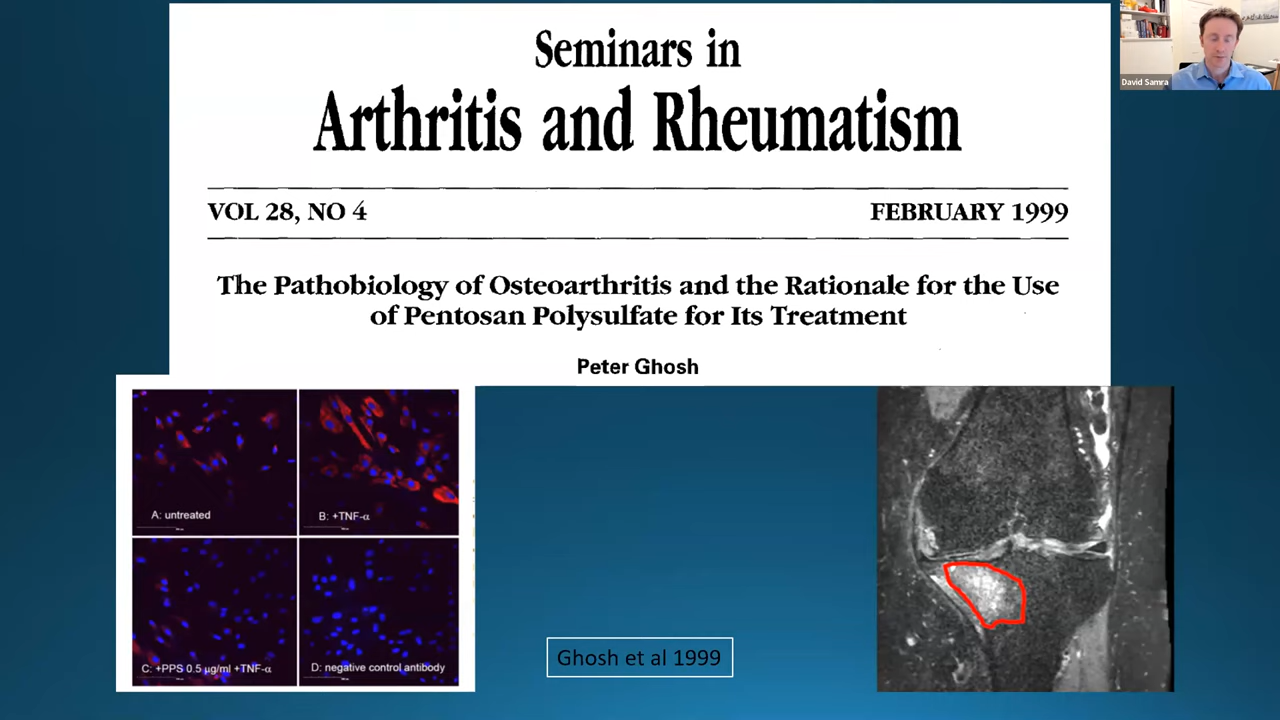 Seminars in
Arthritis and Rheumatism
VOL 28, NO 4
FEBRUARY 1999
The Pathobiology of Osteoarthritis and the Rationale for the Use
of Pentosan Polysulfate for Its Treatment
Peter Ghosh
David Samra
A: untreated
B: +TNF-α
C: +PPS 0.5 µg/ml +TNF-α
D: negative control antibody
Ghosh et al 1999